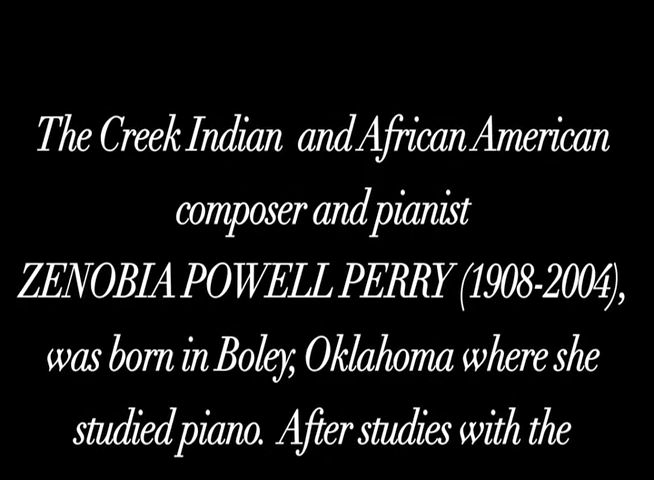 The Creek Indian and African American
composer and pianist
ZENOBIA POWELL PERRY (1908-2004),
was born in Boley, Oklahoma where she
studied piano. After studies with the